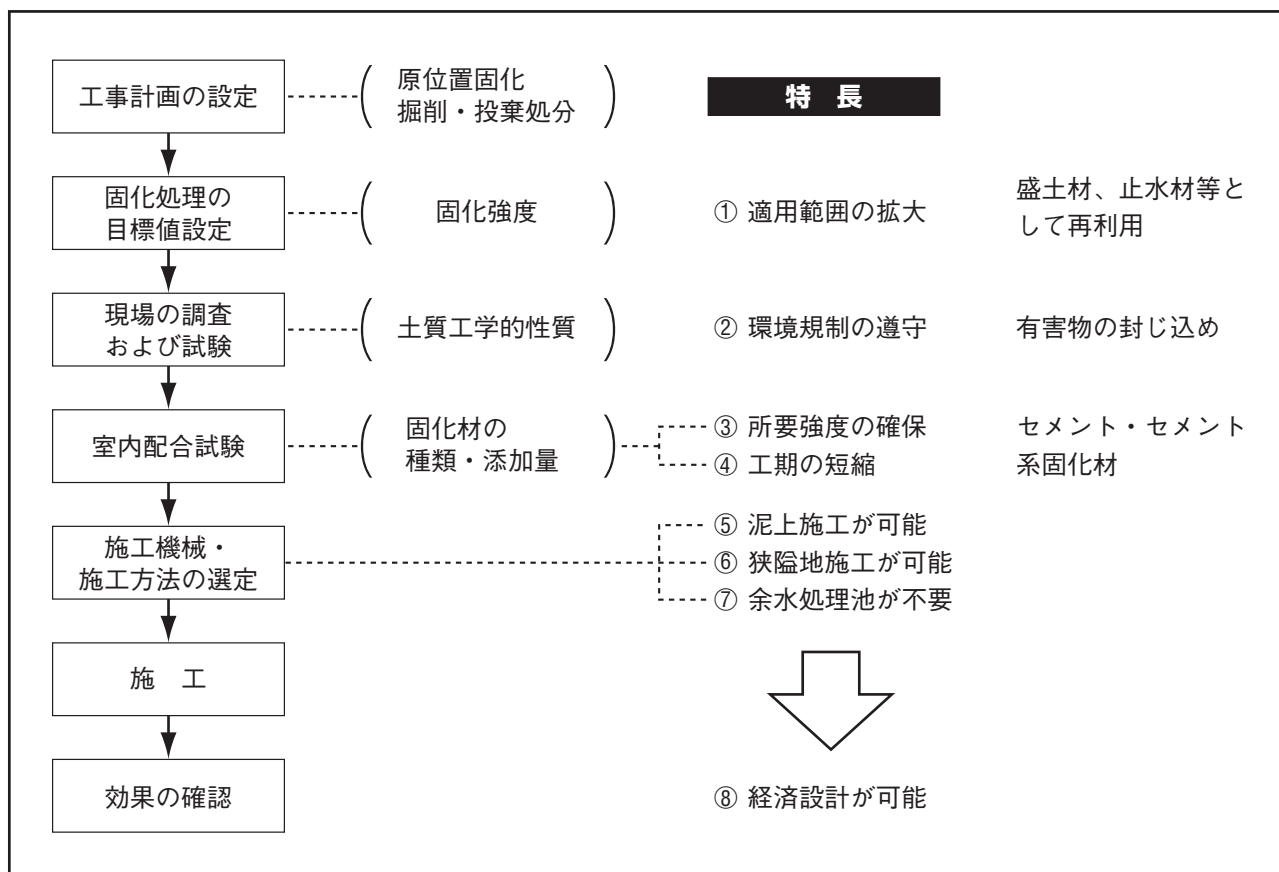 工事計画の設定
原位置固化
掘削・投棄処分
特　長
固化処理の
目標値設定
固化強度
① 適用範囲の拡大
盛土材、止水材等と
して再利用
現場の調査
および試験
土質工学的性質
② 環境規制の遵守
有害物の封じ込め
室内配合試験
固化材の
種類・添加量
③ 所要強度の確保
④ 工期の短縮
セメント・セメント
系固化材
施工機械・
施工方法の選定
⑤ 泥上施工が可能
⑥ 狭隘地施工が可能
⑦ 余水処理池が不要
施　工
効果の確認
⑧ 経済設計が可能